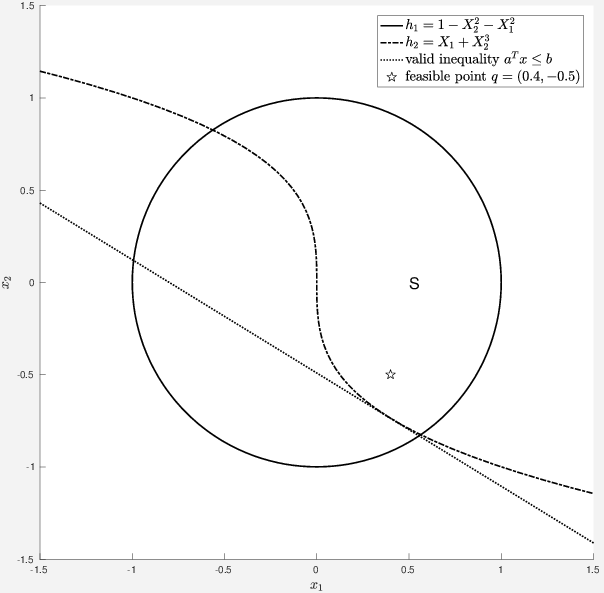 1.5
h₁ = 1 − X₂² − X₁²
h₂ = X₁ + X₂³
valid inequality aᵀx ≤ b
feasible point q = (0.4, −0.5)
1
0.5
x₂
0
S
-0.5
-1
-1.5
-1.5 -1 -0.5 0 0.5 1 1.5
x₁